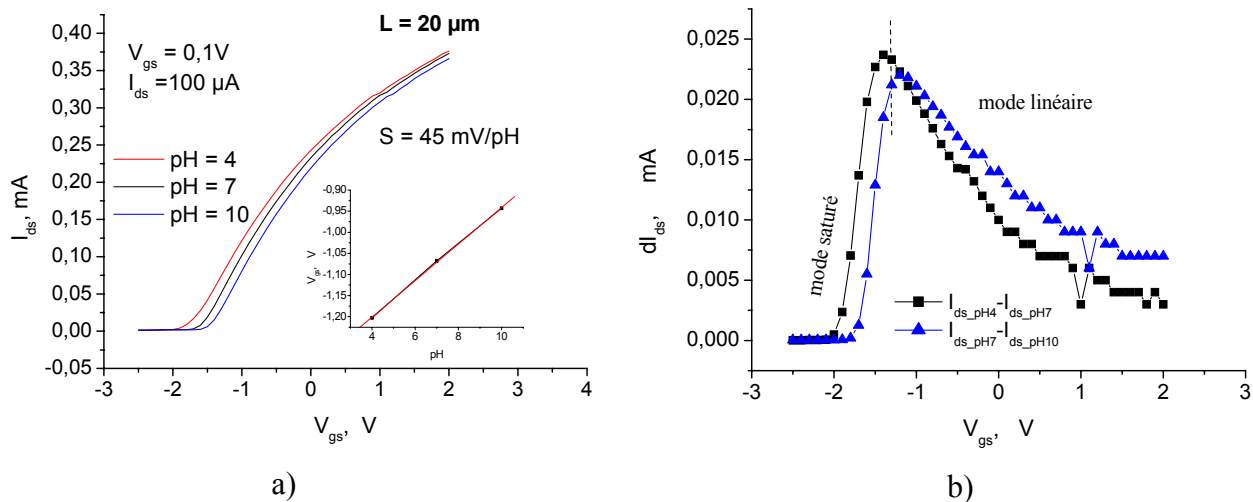 0,40
0,35
0,30
0,25
0,20
0,15
0,10
0,05
0,00
-0,05
I_ds, mA
L = 20 µm
V_gs = 0,1V
I_ds =100 µA
S = 45 mV/pH
pH = 4
pH = 7
pH = 10
-0,90
-0,95
-1,00
-1,05
-1,10
-1,15
-1,20
V_gs, V
4 6 8 10
pH
-3 -2 -1 0 1 2 3 4
V_gs, V
a)
0,025
0,020
0,015
0,010
0,005
0,000
dI_ds, mA
mode linéaire
mode saturé
I_ds_pH4-I_ds_pH7
I_ds_pH7-I_ds_pH10
-3 -2 -1 0 1 2 3
V_gs, V
b)